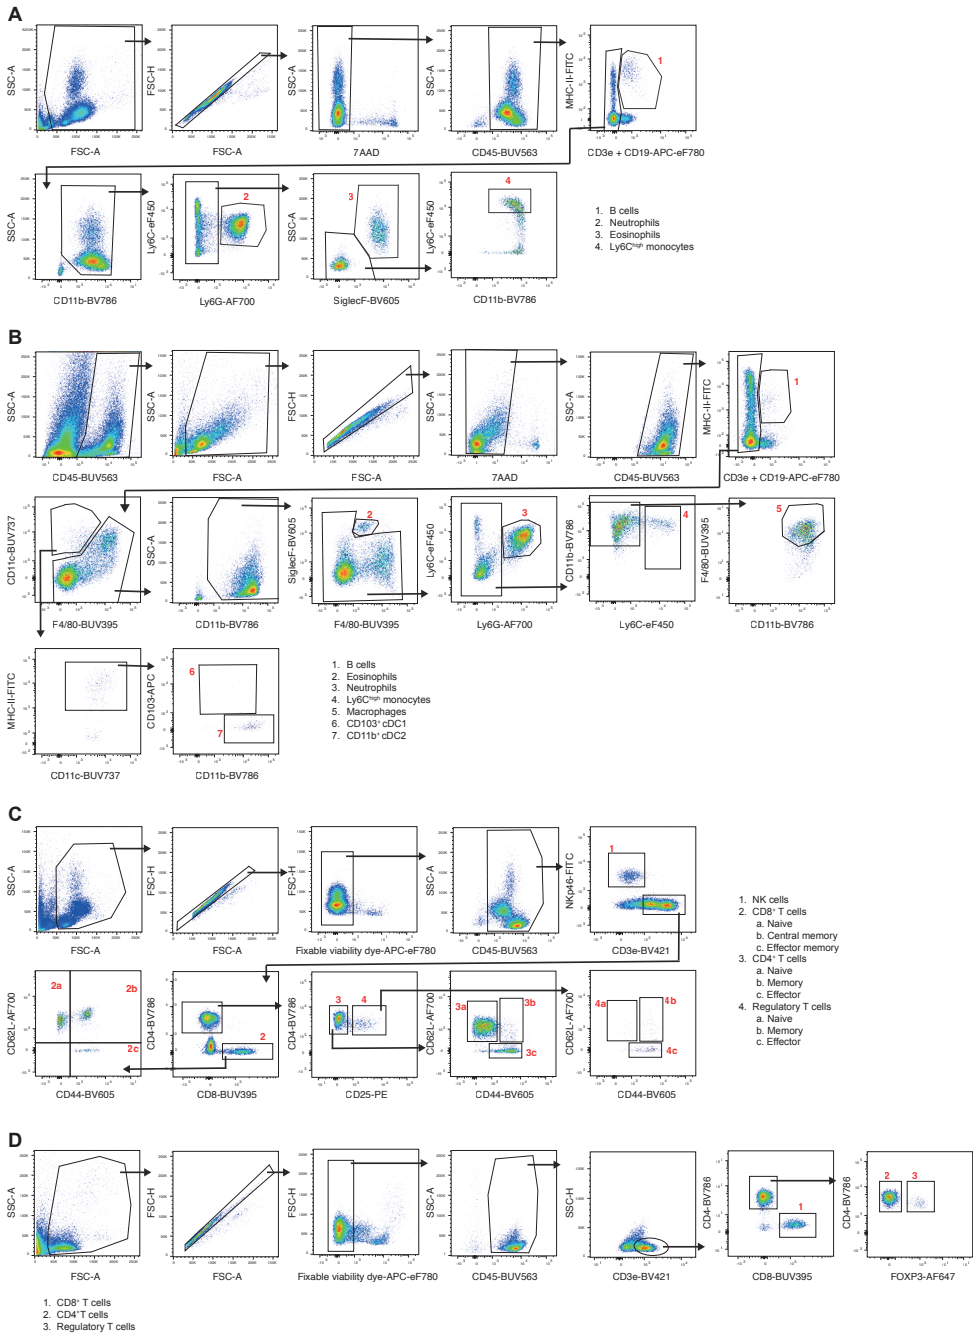 A
SSC-A
FSC-A
FSC-H
FSC-A
SSC-A
7AAD
SSC-A
CD45-BUV563
MHC-II-FITC
CD3e + CD19-APC-eF780
1
SSC-A
CD11b-BV786
Ly6C-eF450
Ly6G-AF700
2
SSC-A
SiglecF-BV605
3
Ly6C-eF450
CD11b-BV786
4
1. B cells
2. Neutrophils
3. Eosinophils
4. Ly6Chigh monocytes
B
SSC-A
CD45-BUV563
SSC-A
FSC-A
FSC-H
FSC-A
SSC-A
7AAD
SSC-A
CD45-BUV563
MHC-II-FITC
CD3e + CD19-APC-eF780
1
CD11c-BUV737
F4/80-BUV395
SSC-A
CD11b-BV786
SiglecF-BV605
F4/80-BUV395
2
Ly6C-eF450
Ly6G-AF700
3
CD11b-BV786
Ly6C-eF450
4
F4/80-BUV395
CD11b-BV786
5
MHC-II-FITC
CD11c-BUV737
CD103-APC
CD11b-BV786
6
7
1. B cells
2. Eosinophils
3. Neutrophils
4. Ly6Chigh monocytes
5. Macrophages
6. CD103+ cDC1
7. CD11b+ cDC2
C
SSC-A
FSC-A
FSC-H
FSC-A
FSC-H
Fixable viability dye-APC-eF780
SSC-A
CD45-BUV563
NKp46-FITC
CD3e-BV421
1
CD62L-AF700
CD44-BV605
2a
2b
2c
CD4-BV786
CD8-BUV395
2
CD4-BV786
CD25-PE
3
4
CD62L-AF700
CD44-BV605
3a
3b
3c
CD62L-AF700
CD44-BV605
4a
4b
4c
1. NK cells
2. CD8+ T cells
a. Naive
b. Central memory
c. Effector memory
3. CD4+ T cells
a. Naive
b. Memory
c. Effector
4. Regulatory T cells
a. Naive
b. Memory
c. Effector
D
SSC-A
FSC-A
FSC-H
FSC-A
FSC-H
Fixable viability dye-APC-eF780
SSC-A
CD45-BUV563
SSC-H
CD3e-BV421
CD4-BV786
CD8-BUV395
1
CD4-BV786
FOXP3-AF647
2
3
1. CD8+ T cells
2. CD4+T cells
3. Regulatory T cells